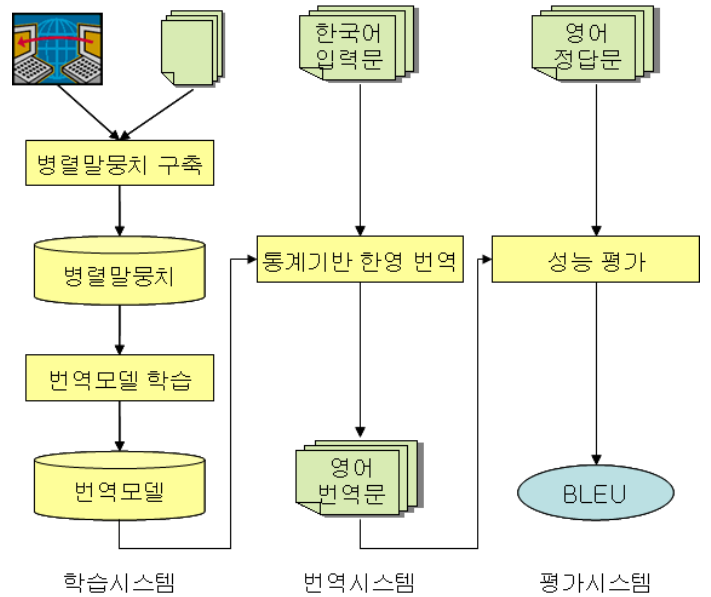 한국어
입력문
영어
정답문
병렬말뭉치 구축
병렬말뭉치
통계기반 한영 번역
성능 평가
번역모델 학습
번역모델
영어
번역문
BLEU
학습시스템
번역시스템
평가시스템